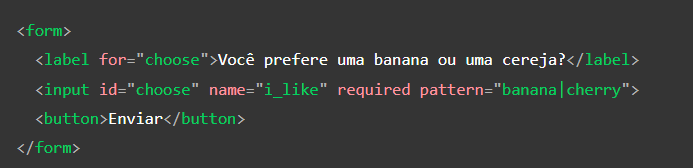 <form>
<label for="choose">Você prefere uma banana ou uma cereja?</label>
<input id="choose" name="i_like" required pattern="banana|cherry">
<button>Enviar</button>
</form>